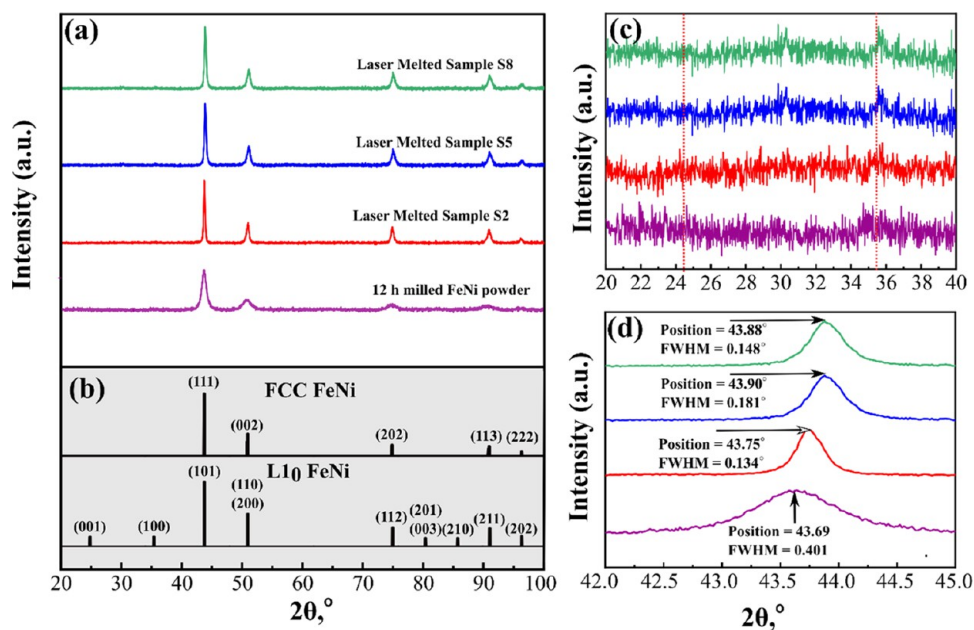 (a)
Laser Melted Sample S8
Laser Melted Sample S5
Laser Melted Sample S2
12 h milled FeNi powder
Intensity (a.u.)
(b)
FCC FeNi
(111)
(002)
(202)
(113) (222)
L1₀ FeNi
(001)
(100)
(101)
(110)
(200)
(112)
(201)
(003)
(210)
(211)
(202)
20 30 40 50 60 70 80 90 100
2θ,°
(c)
Intensity (a.u.)
20 22 24 26 28 30 32 34 36 38 40
(d)
Position = 43.88°
FWHM = 0.148°
Position = 43.90°
FWHM = 0.181°
Position = 43.75°
FWHM = 0.134°
Position = 43.69
FWHM = 0.401
Intensity (a.u.)
42.0 42.5 43.0 43.5 44.0 44.5 45.0
2θ,°